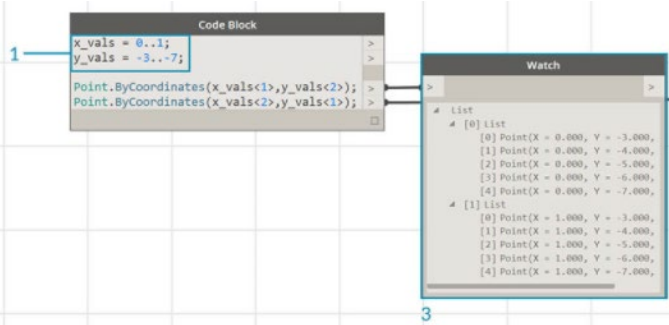 Code Block
1
x_vals = 0..1;
y_vals = -3..-7;
Point.ByCoordinates(x_vals<1>,y_vals<2>);
Point.ByCoordinates(x_vals<2>,y_vals<1>);
Watch
List
[0] List
[0] Point(X = 0.000, Y = -3.000,
[1] Point(X = 0.000, Y = -4.000,
[2] Point(X = 0.000, Y = -5.000,
[3] Point(X = 0.000, Y = -6.000,
[4] Point(X = 0.000, Y = -7.000,
[1] List
[0] Point(X = 1.000, Y = -3.000,
[1] Point(X = 1.000, Y = -4.000,
[2] Point(X = 1.000, Y = -5.000,
[3] Point(X = 1.000, Y = -6.000,
[4] Point(X = 1.000, Y = -7.000,
3